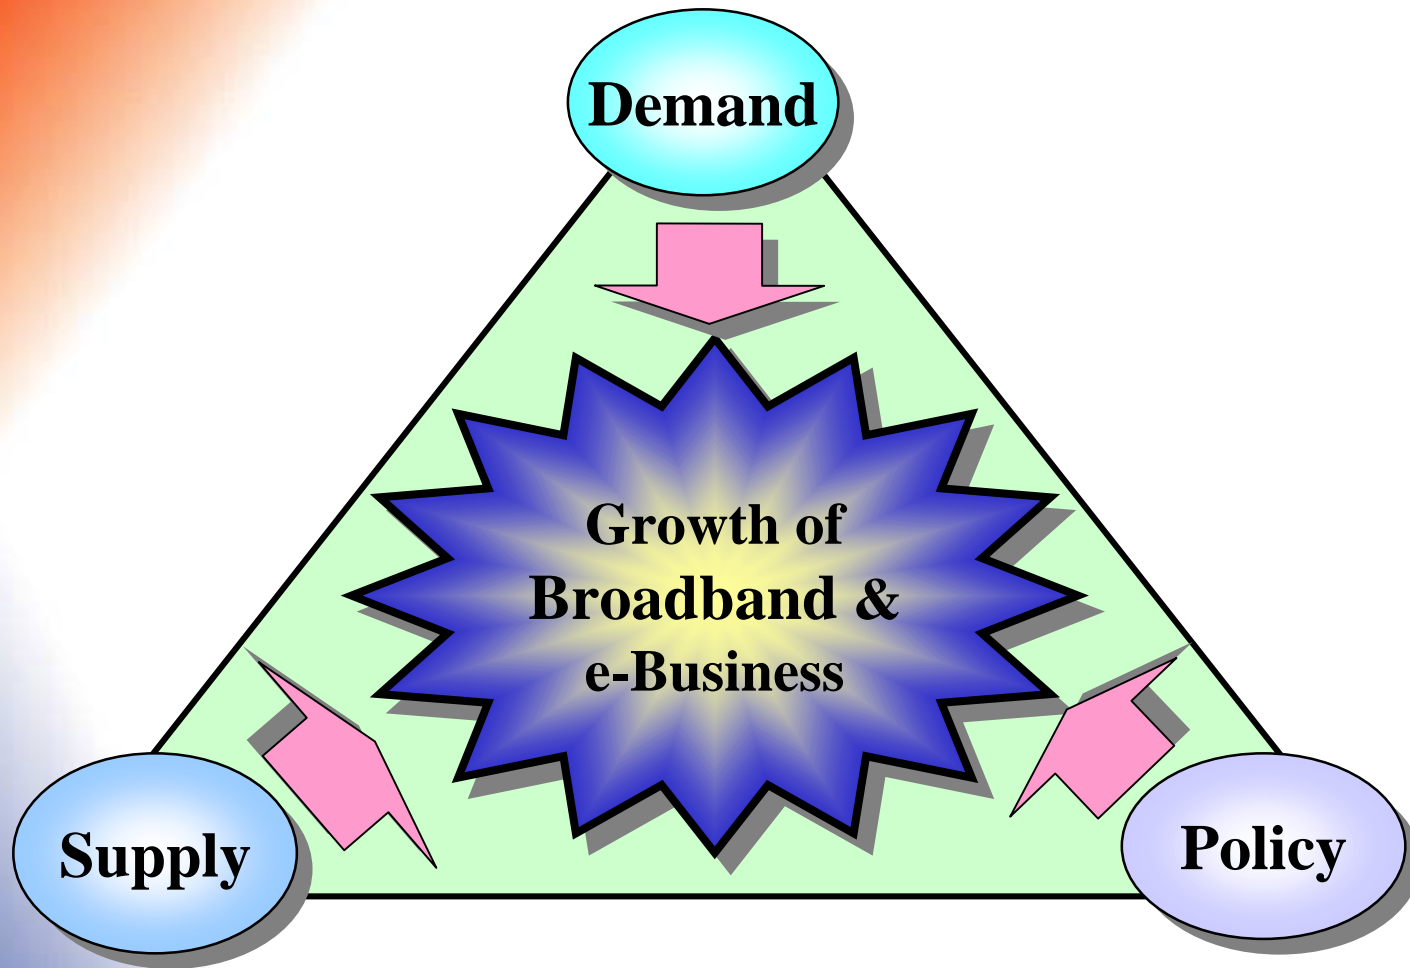 Demand
Growth of
Broadband &
e-Business
Supply
Policy